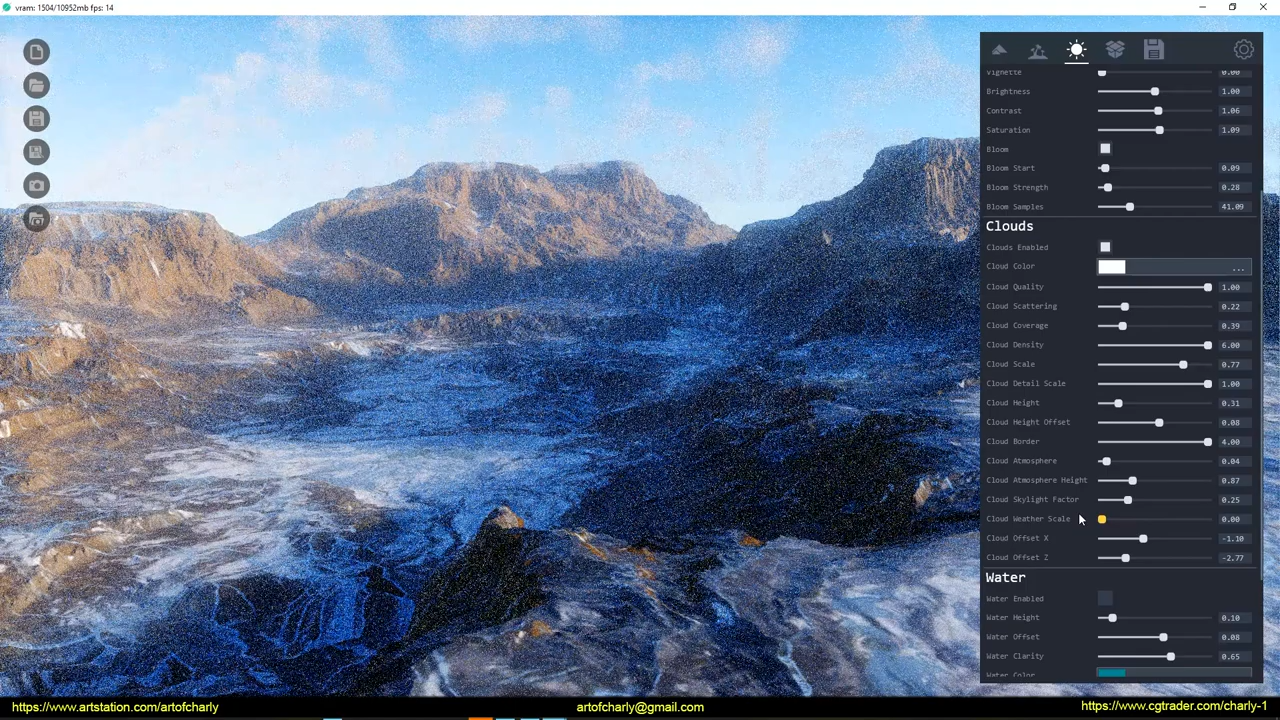 vram: 1504/10952mb fps: 14
Vignette 0.00
Brightness 1.00
Contrast 1.06
Saturation 1.09
Bloom
Bloom Start 0.09
Bloom Strength 0.28
Bloom Samples 41.09
Clouds
Clouds Enabled
Cloud Color ...
Cloud Quality 1.00
Cloud Scattering 0.22
Cloud Coverage 0.39
Cloud Density 6.00
Cloud Scale 0.77
Cloud Detail Scale 1.00
Cloud Height 0.31
Cloud Height Offset 0.08
Cloud Border 4.00
Cloud Atmosphere 0.04
Cloud Atmosphere Height 0.87
Cloud Skylight Factor 0.25
Cloud Weather Scale 0.00
Cloud Offset X -1.10
Cloud Offset Z -2.77
Water
Water Enabled
Water Height 0.10
Water Offset 0.08
Water Clarity 0.65
Water Color
https://www.artstation.com/artofcharly artofcharly@gmail.com https://www.cgtrader.com/charly-1